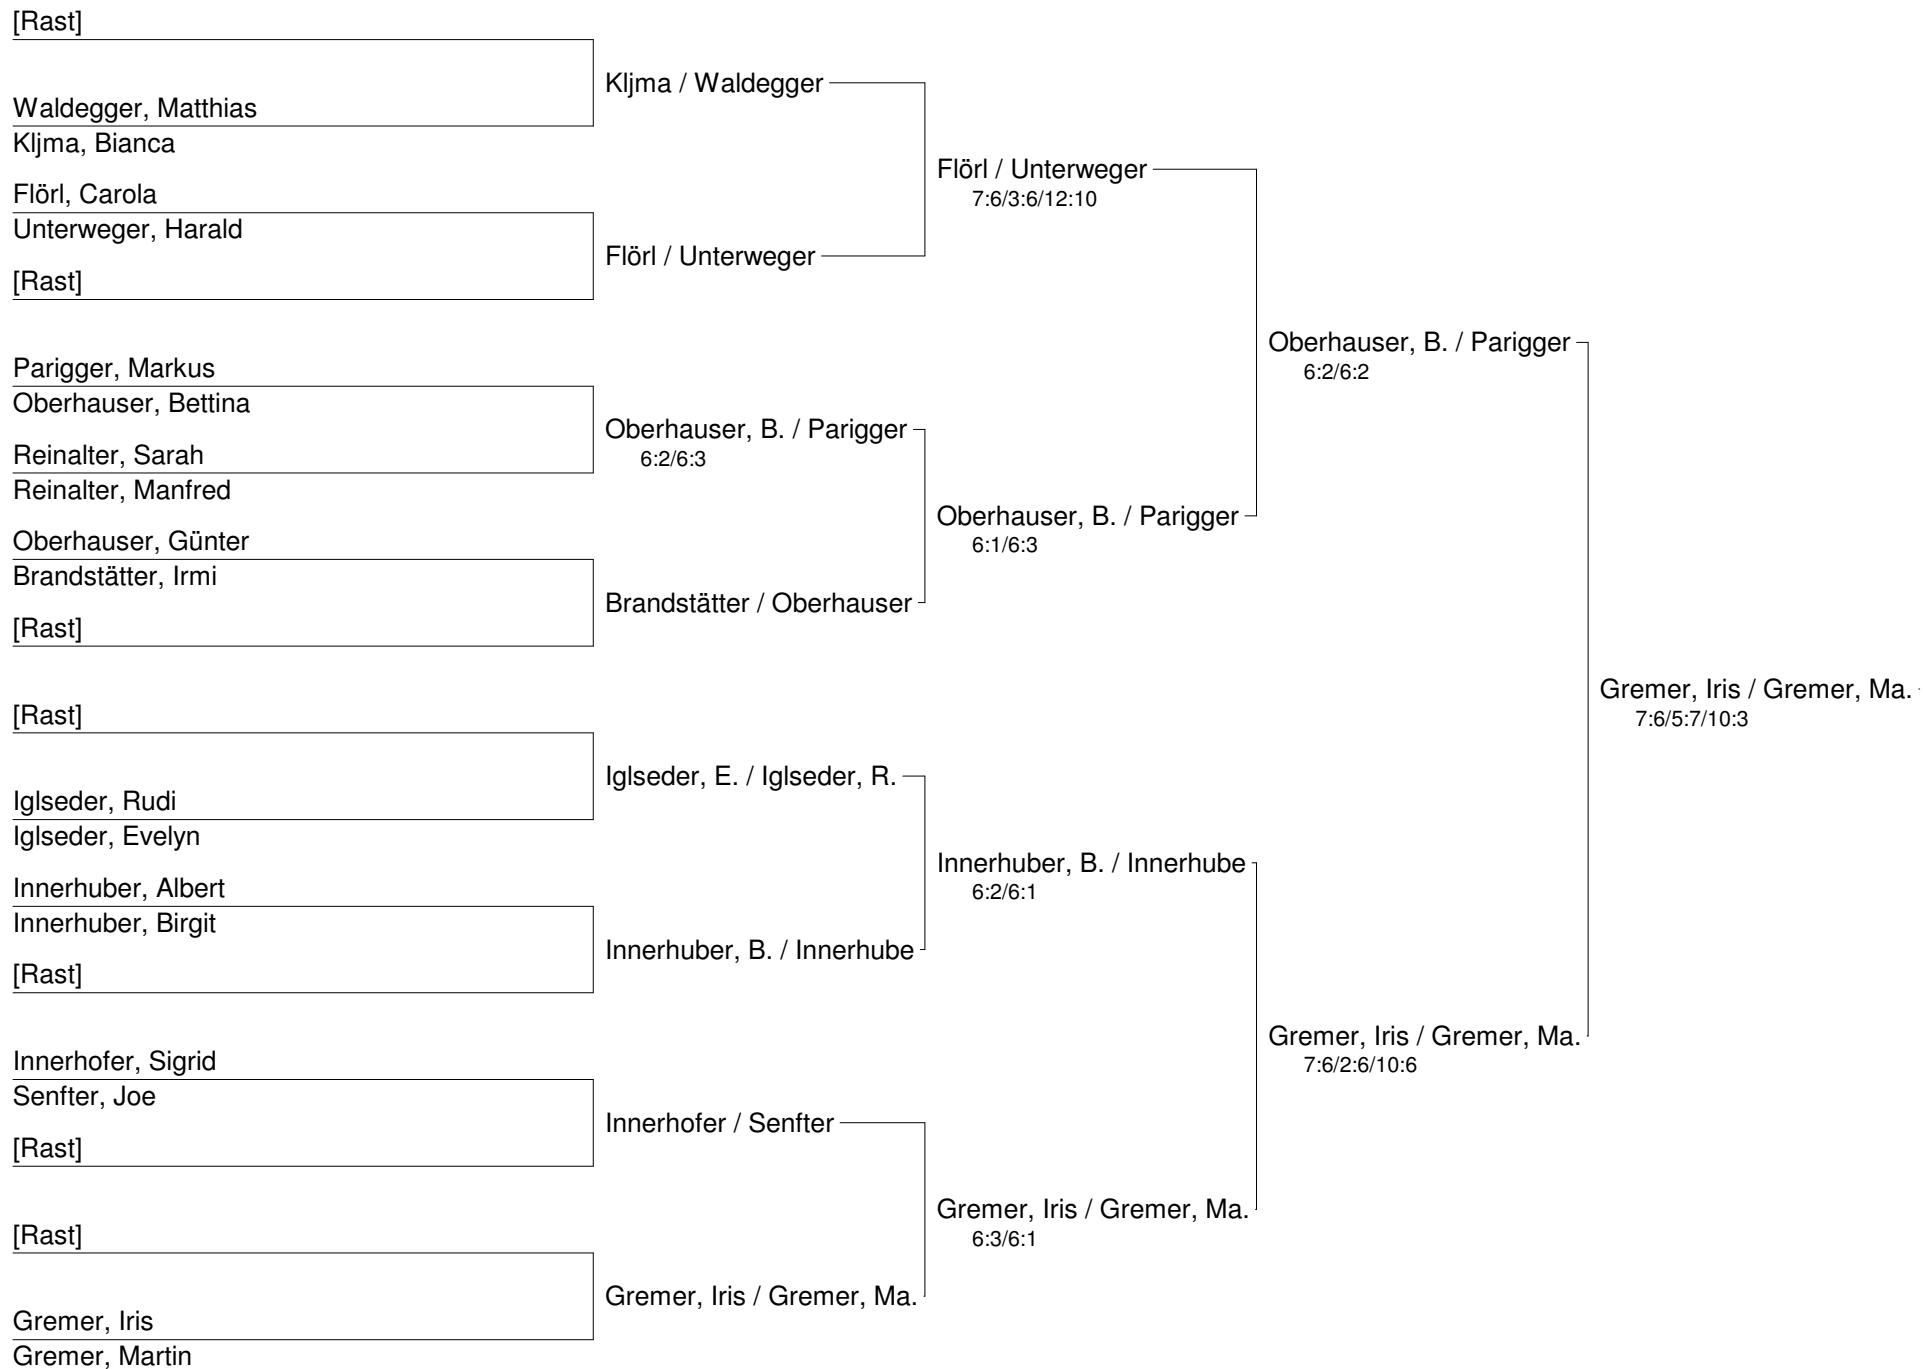 [Rast]
Waldegger, Matthias
Kljma, Bianca
Flörl, Carola
Unterweger, Harald
[Rast]
Parigger, Markus
Oberhauser, Bettina
Reinalter, Sarah
Reinalter, Manfred
Oberhauser, Günter
Brandstätter, Irmi
[Rast]
[Rast]
Iglseder, Rudi
Iglseder, Evelyn
Innerhuber, Albert
Innerhuber, Birgit
[Rast]
Innerhofer, Sigrid
Senfter, Joe
[Rast]
[Rast]
Gremer, Iris
Gremer, Martin
Kljma / Waldegger
Flörl / Unterweger
Oberhauser, B. / Parigger
6:2/6:3
Brandstätter / Oberhauser
Iglseder, E. / Iglseder, R.
Innerhuber, B. / Innerhube
Innerhofer / Senfter
Gremer, Iris / Gremer, Ma.
Flörl / Unterweger
7:6/3:6/12:10
Oberhauser, B. / Parigger
6:1/6:3
Innerhuber, B. / Innerhube
6:2/6:1
Gremer, Iris / Gremer, Ma.
6:3/6:1
Oberhauser, B. / Parigger
6:2/6:2
Gremer, Iris / Gremer, Ma.
7:6/2:6/10:6
Gremer, Iris / Gremer, Ma.
7:6/5:7/10:3